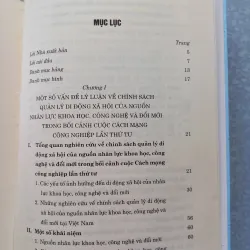 MỤC LỤC
Trang
Lời Nhà xuất bản 5
Lời nói đầu 7
Danh mục bảng
Danh mục hình 17
Chương I
MỘT SỐ VẤN ĐỀ LÝ LUẬN VỀ CHÍNH SÁCH
QUẢN LÝ DI ĐỘNG XÃ HỘI CỦA NGUỒN
NHÂN LỰC KHOA HỌC, CÔNG NGHỆ VÀ ĐỔI MỚI
TRONG BỐI CẢNH CUỘC CÁCH MẠNG
CÔNG NGHIỆP LẦN THỨ TƯ 21
I. Tổng quan nghiên cứu về chính sách quản lý di động
xã hội của nguồn nhân lực khoa học, công nghệ
và đổi mới trong bối cảnh Cách mạng
công nghiệp lần thứ tư 21
1. Các yếu tố ảnh hưởng đến di động xã hội của nhân
lực khoa học, công nghệ và đổi mới
2. Những nghiên cứu về chính sách quản lý di động
xã hội của nguồn nhân lực khoa học, công nghệ và
đổi mới tại Việt Nam
II. Một số khái niệm
1. Nguồn nhân lực khoa học, công nghệ và đổi mới